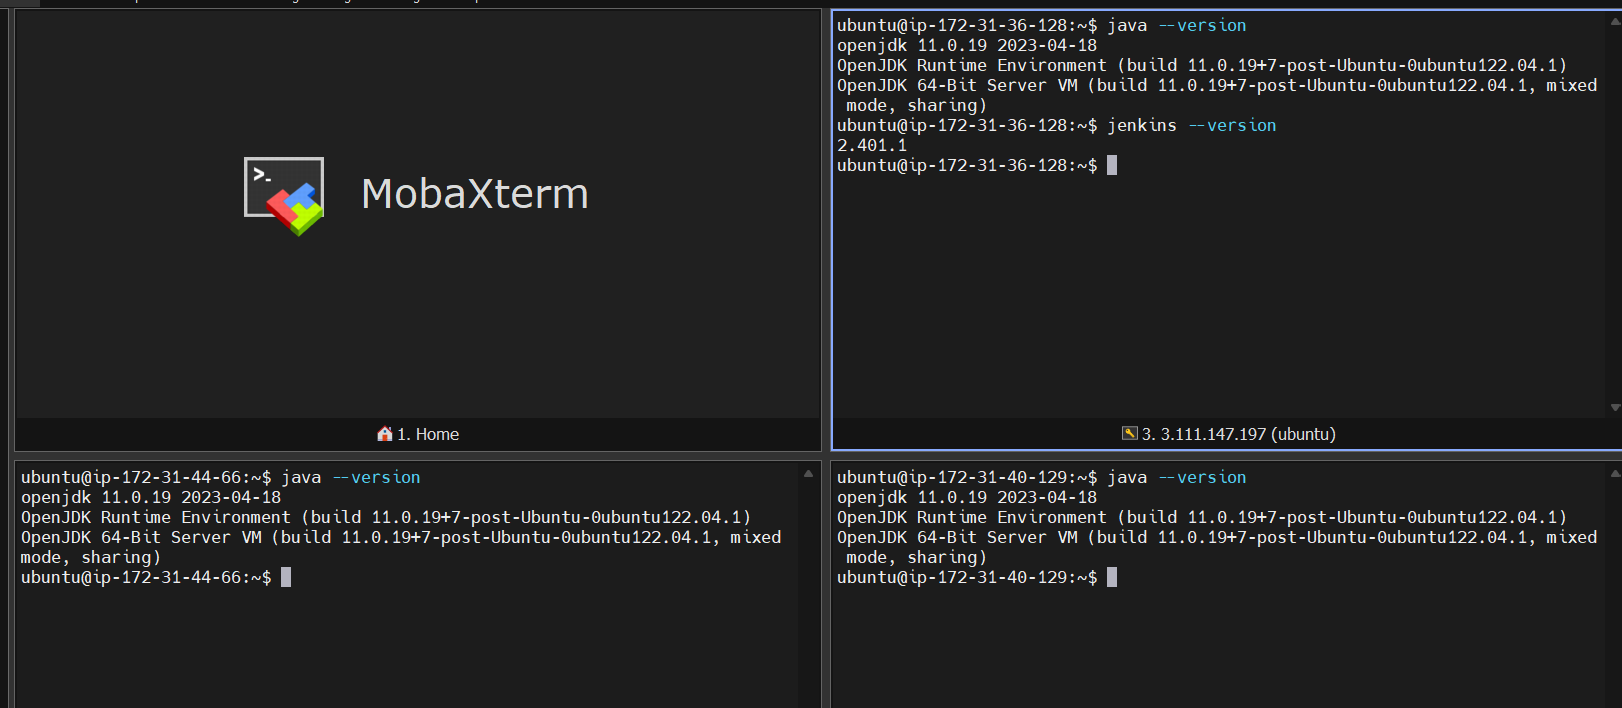 >_
MobaXterm
1. Home
ubuntu@ip-172-31-36-128:~$ java --version
openjdk 11.0.19 2023-04-18
OpenJDK Runtime Environment (build 11.0.19+7-post-Ubuntu-0ubuntu122.04.1)
OpenJDK 64-Bit Server VM (build 11.0.19+7-post-Ubuntu-0ubuntu122.04.1, mixed
 mode, sharing)
ubuntu@ip-172-31-36-128:~$ jenkins --version
2.401.1
ubuntu@ip-172-31-36-128:~$
3. 3.111.147.197 (ubuntu)
ubuntu@ip-172-31-44-66:~$ java --version
openjdk 11.0.19 2023-04-18
OpenJDK Runtime Environment (build 11.0.19+7-post-Ubuntu-0ubuntu122.04.1)
OpenJDK 64-Bit Server VM (build 11.0.19+7-post-Ubuntu-0ubuntu122.04.1, mixed
mode, sharing)
ubuntu@ip-172-31-44-66:~$
ubuntu@ip-172-31-40-129:~$ java --version
openjdk 11.0.19 2023-04-18
OpenJDK Runtime Environment (build 11.0.19+7-post-Ubuntu-0ubuntu122.04.1)
OpenJDK 64-Bit Server VM (build 11.0.19+7-post-Ubuntu-0ubuntu122.04.1, mixed
 mode, sharing)
ubuntu@ip-172-31-40-129:~$